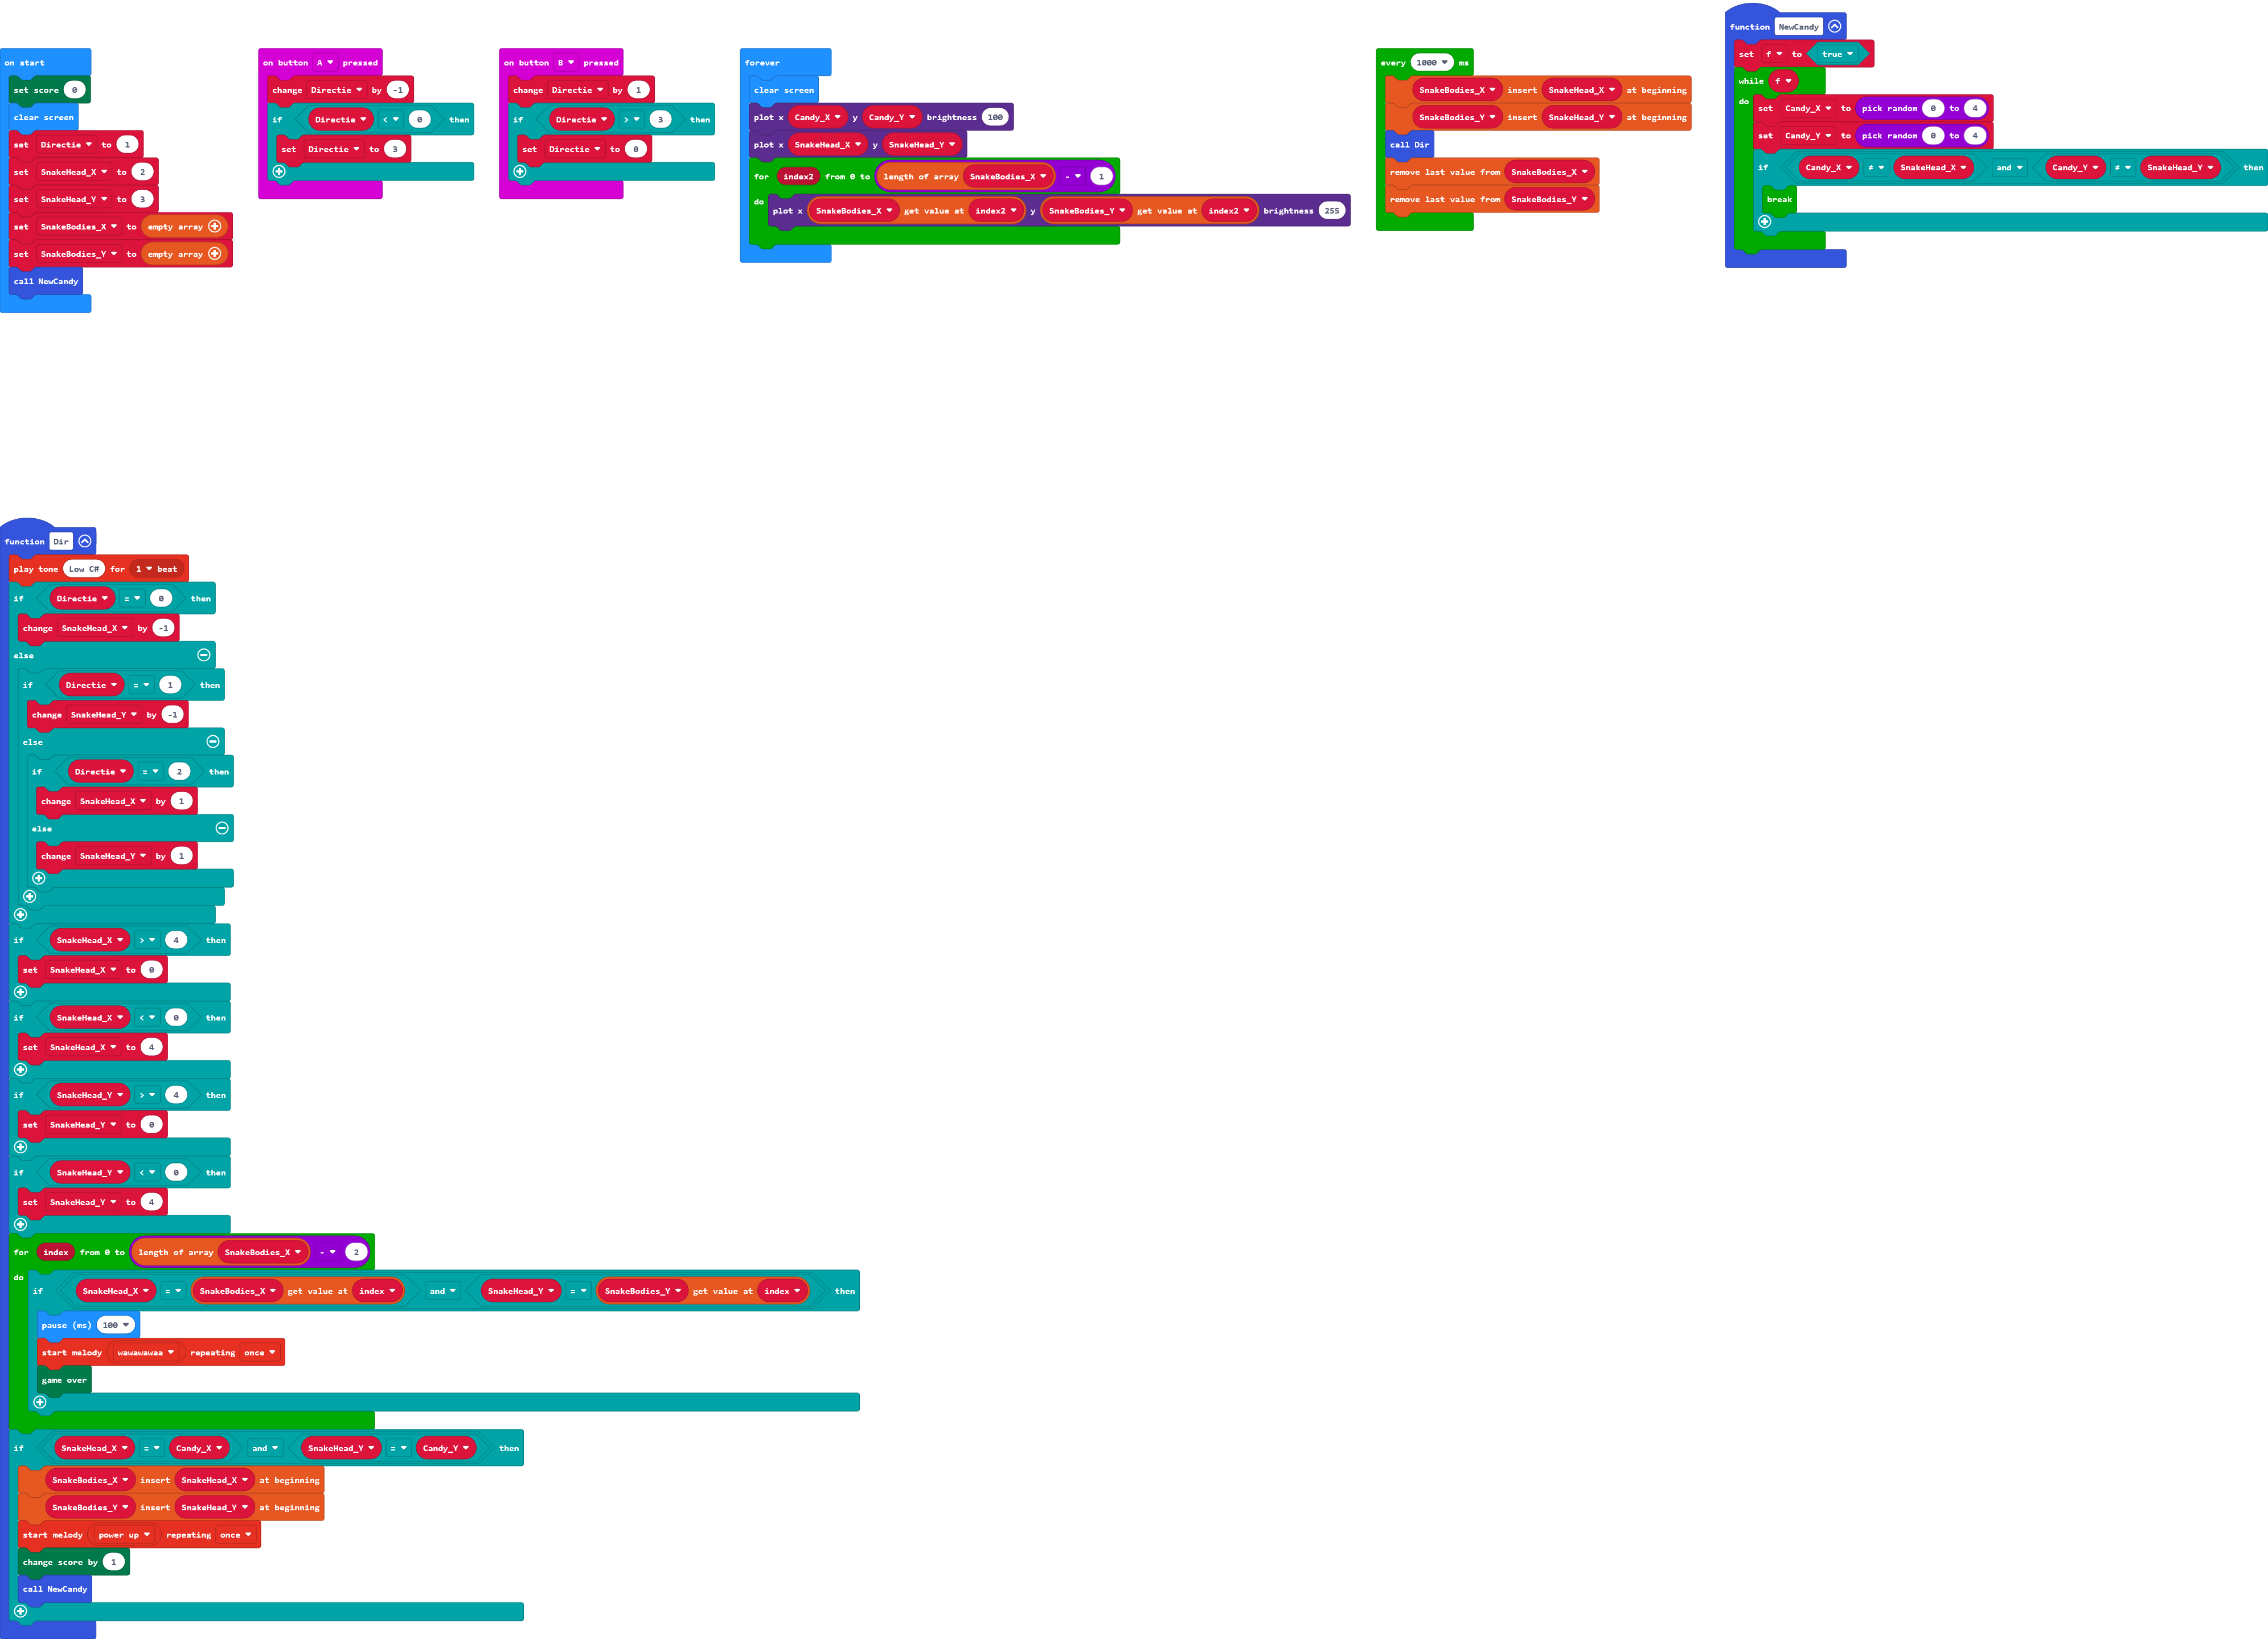 on start
set score 0
clear screen
set Directie to 1
set SnakeHead_X to 2
set SnakeHead_Y to 3
set SnakeBodies_X to empty array
set SnakeBodies_Y to empty array
call NewCandy
on button A pressed
change Directie by -1
if Directie < 0 then
set Directie to 3
on button B pressed
change Directie by 1
if Directie > 3 then
set Directie to 0
forever
clear screen
plot x Candy_X y Candy_Y brightness 100
plot x SnakeHead_X y SnakeHead_Y
for index2 from 0 to length of array SnakeBodies_X - 1
do
plot x SnakeBodies_X get value at index2 y SnakeBodies_Y get value at index2 brightness 255
every 1000 ms
SnakeBodies_X insert SnakeHead_X at beginning
SnakeBodies_Y insert SnakeHead_Y at beginning
call Dir
remove last value from SnakeBodies_X
remove last value from SnakeBodies_Y
function NewCandy
set f to true
while f
do
set Candy_X to pick random 0 to 4
set Candy_Y to pick random 0 to 4
if Candy_X ≠ SnakeHead_X and Candy_Y ≠ SnakeHead_Y then
break
function Dir
play tone Low C# for 1 beat
if Directie = 0 then
change SnakeHead_X by -1
else
if Directie = 1 then
change SnakeHead_Y by -1
else
if Directie = 2 then
change SnakeHead_X by 1
else
change SnakeHead_Y by 1
if SnakeHead_X > 4 then
set SnakeHead_X to 0
if SnakeHead_X < 0 then
set SnakeHead_X to 4
if SnakeHead_Y > 4 then
set SnakeHead_Y to 0
if SnakeHead_Y < 0 then
set SnakeHead_Y to 4
for index from 0 to length of array SnakeBodies_X - 2
do
if SnakeHead_X = SnakeBodies_X get value at index and SnakeHead_Y = SnakeBodies_Y get value at index then
pause (ms) 100
start melody wawawawaa repeating once
game over
if SnakeHead_X = Candy_X and SnakeHead_Y = Candy_Y then
SnakeBodies_X insert SnakeHead_X at beginning
SnakeBodies_Y insert SnakeHead_Y at beginning
start melody power up repeating once
change score by 1
call NewCandy